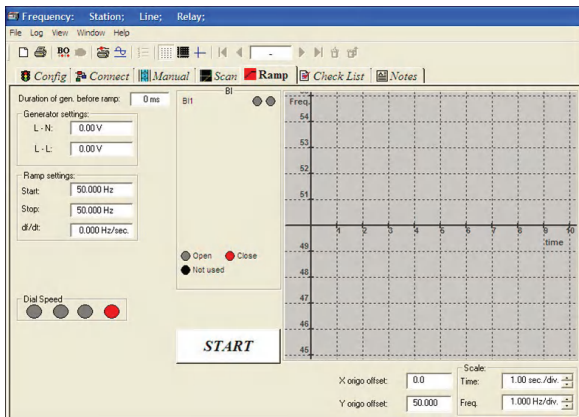 Frequency: Station; Line; Relay;
File Log View Window Help
BO
-
Config Connect Manual Scan Ramp Check List Notes
Duration of gen. before ramp: 0 ms
Generator settings:
L - N: 0.00 V
L - L: 0.00 V
Ramp settings:
Start: 50.000 Hz
Stop: 50.000 Hz
df/dt: 0.000 Hz/sec.
Dial Speed
BI
BI1
Open Close
Not used
START
Freq.
54
53
52
51
1 2 3 4 5 6 7 8 9 10
time
49
48
47
46
45
X origo offset: 0.0
Y origo offset: 50.000
Scale:
Time: 1.00 sec./div.
Freq. 1.000 Hz/div.